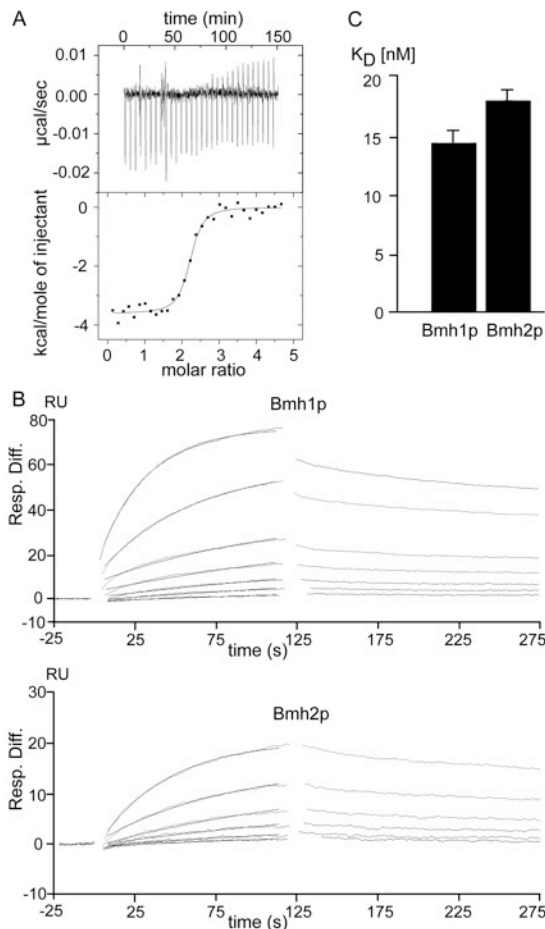 A
time (min)
0 50 100 150
0.01
0.00
-0.01
-0.02
µcal/sec
0
-2
-4
kcal/mole of injectant
0 1 2 3 4 5
molar ratio
C
K_D [nM]
20
15
10
5
0
Bmh1p Bmh2p
B
RU
Bmh1p
80
60
40
20
0
-10
Resp. Diff.
-25 25 75 125 175 225 275
time (s)
RU
Bmh2p
30
20
10
0
-10
Resp. Diff.
-25 25 75 125 175 225 275
time (s)